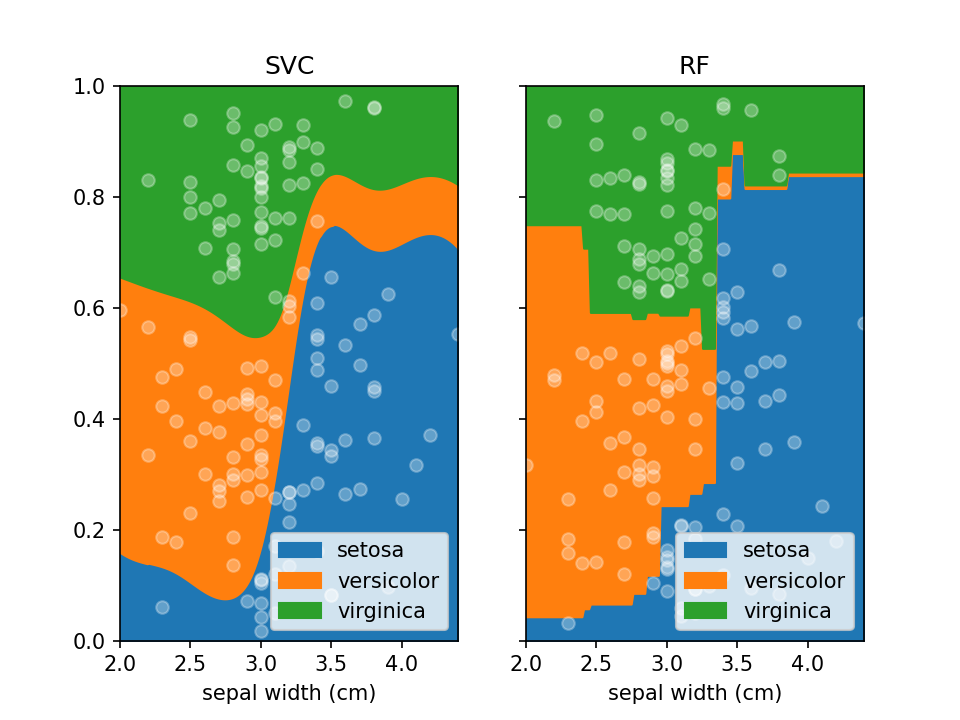 SVC
RF
1.0
0.8
0.6
0.4
0.2
0.0
setosa
versicolor
virginica
setosa
versicolor
virginica
2.0 2.5 3.0 3.5 4.0
2.0 2.5 3.0 3.5 4.0
sepal width (cm)
sepal width (cm)